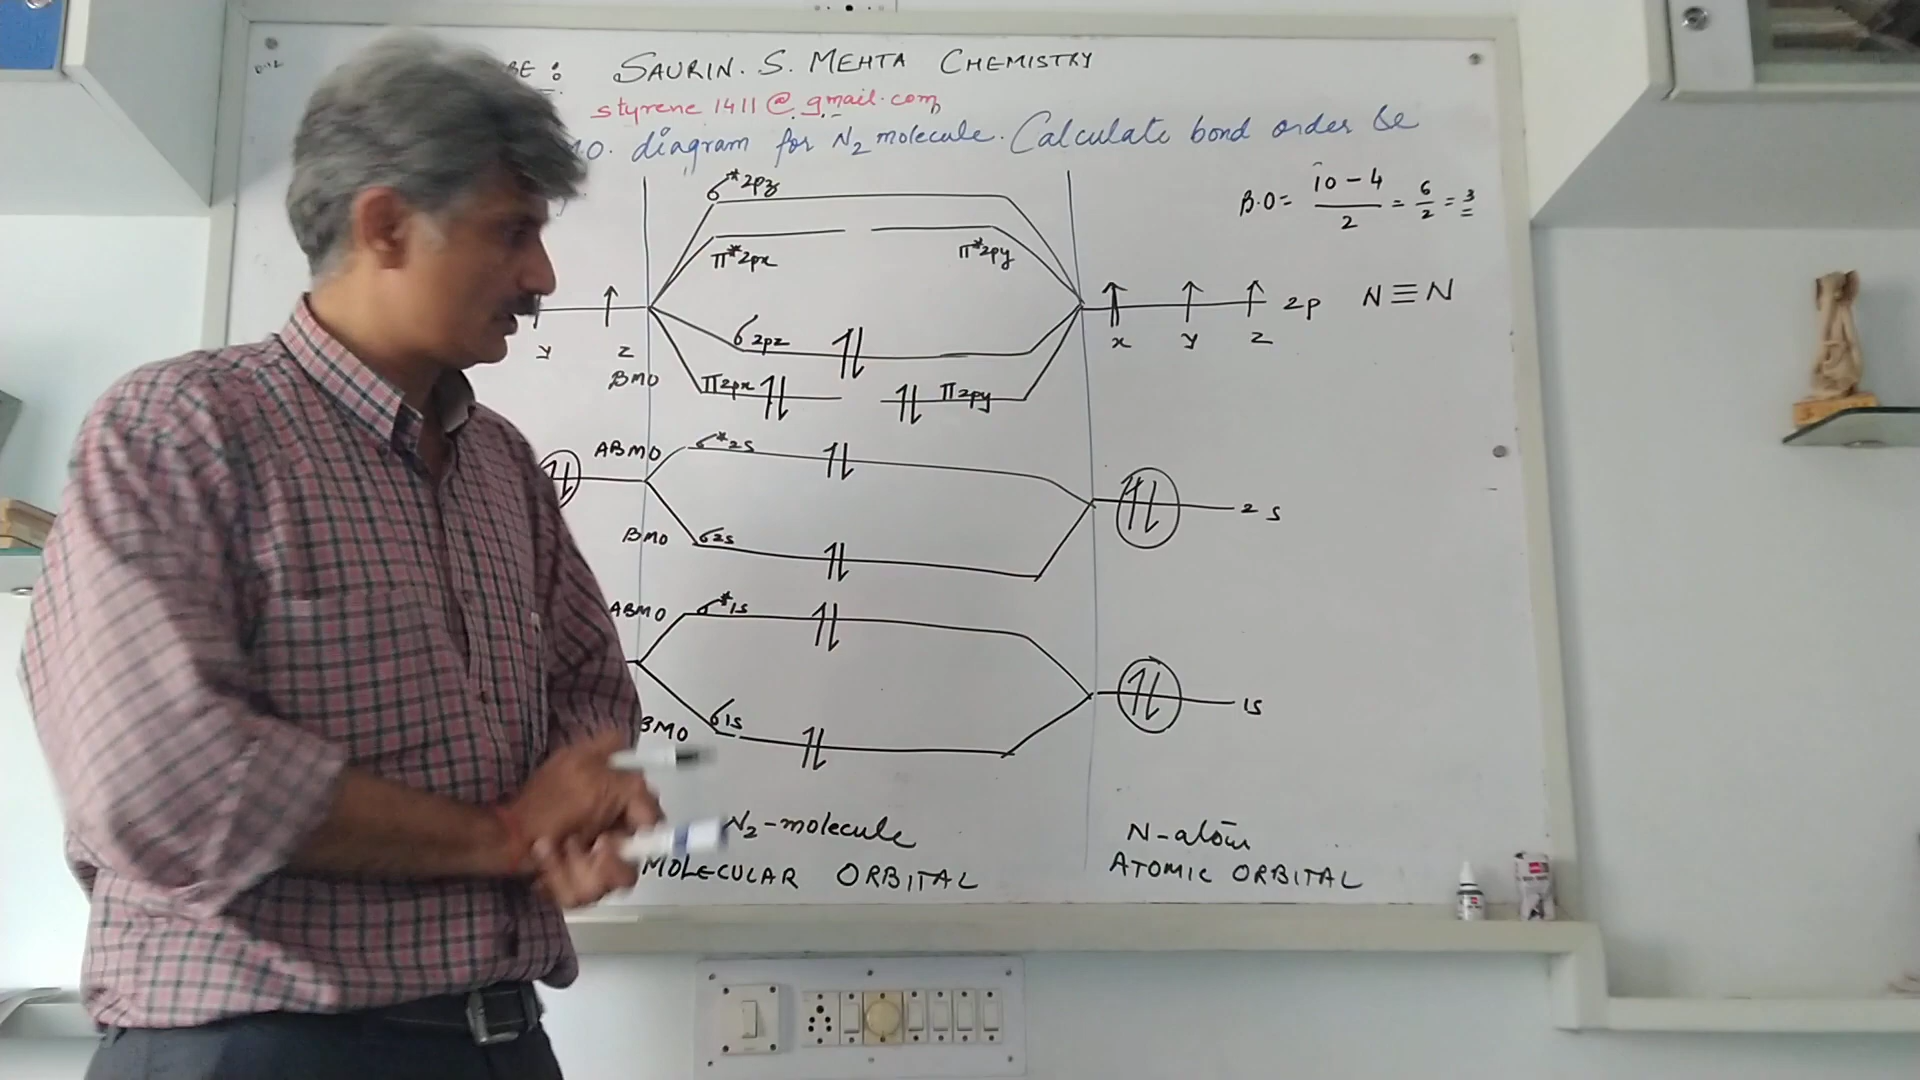 BE: SAURIN. S. MEHTA CHEMISTRY
styrene1411@gmail.com
M.O. diagram for N2 molecule. Calculate bond order &
σ*2pz
B.O = 10-4/2 = 6/2 = 3
π*2px π*2py
y z
x y z 2p N≡N
σ2pz
BMO
π2px π2py
ABMO σ*2s
2s
BMO σ2s
ABMO σ*1s
1s
BMO σ1s
N2-molecule N-atom
MOLECULAR ORBITAL ATOMIC ORBITAL